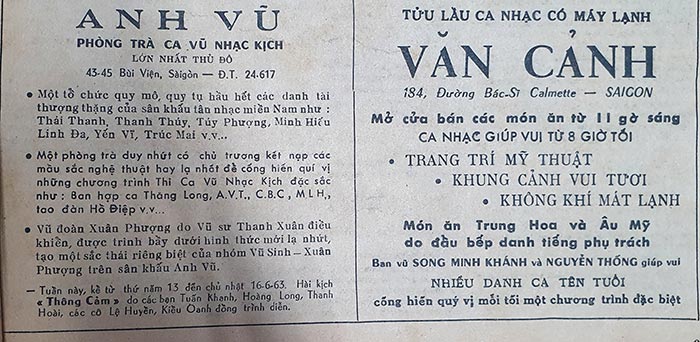 ANH VŨ
PHÒNG TRÀ CA VŨ NHẠC KỊCH
LỚN NHẤT THỦ ĐÔ
43-45 Bùi Viện, Sàigòn — Đ.T. 24-617
• Một tổ chức quy mô, quy tụ hầu hết các danh tài
thượng thặng của sân khấu tân nhạc miền Nam như :
Thái Thanh, Thanh Thúy, Túy Phượng, Minh Hiếu
Linh Đa, Yến Vĩ, Trúc Mai v.v...
• Một phòng trà duy nhứt có chủ trương kết nạp các
mầu sắc nghệ thuật hay lạ nhất để cống hiến quí vị
những chương trình Thi Ca Vũ Nhạc Kịch đặc sắc
như : Ban hợp ca Thăng Long, A.V.T., C.B.C, M.L.H.,
tao đàn Hồ Điệp v.v...
• Vũ đoàn Xuân Phượng do Vũ sư Thanh Xuân điều
khiển, được trình bầy dưới hình thức mới lạ nhứt,
tạo một sắc thái riêng biệt của nhóm Vũ Sinh — Xuân
Phượng trên sân khấu Anh Vũ.
— Tuần này, kể từ thứ năm 13 đến chủ nhật 16-6-63. Hài kịch
« Thông Cảm » do các bạn Tuấn Khanh, Hoàng Long, Thanh
Hoài, các cô Lệ Huyền, Kiều Oanh đồng trình diễn.
TỬU LẦU CA NHẠC CÓ MÁY LẠNH
VĂN CẢNH
184, Đường Bác-Sĩ Calmette — SAIGON
Mở cửa bán các món ăn từ 11 giờ sáng
CA NHẠC GIÚP VUI TỪ 8 GIỜ TỐI
• TRANG TRÍ MỸ THUẬT
• KHUNG CẢNH VUI TƯƠI
• KHÔNG KHÍ MÁT LẠNH
Món ăn Trung Hoa và Âu Mỹ
do đầu bếp danh tiếng phụ trách
Ban vũ SONG MINH KHÁNH và NGUYỄN THỐNG giúp vui
NHIỀU DANH CA TÊN TUỔI
cống hiến quý vị mỗi tối một chương trình đặc biệt